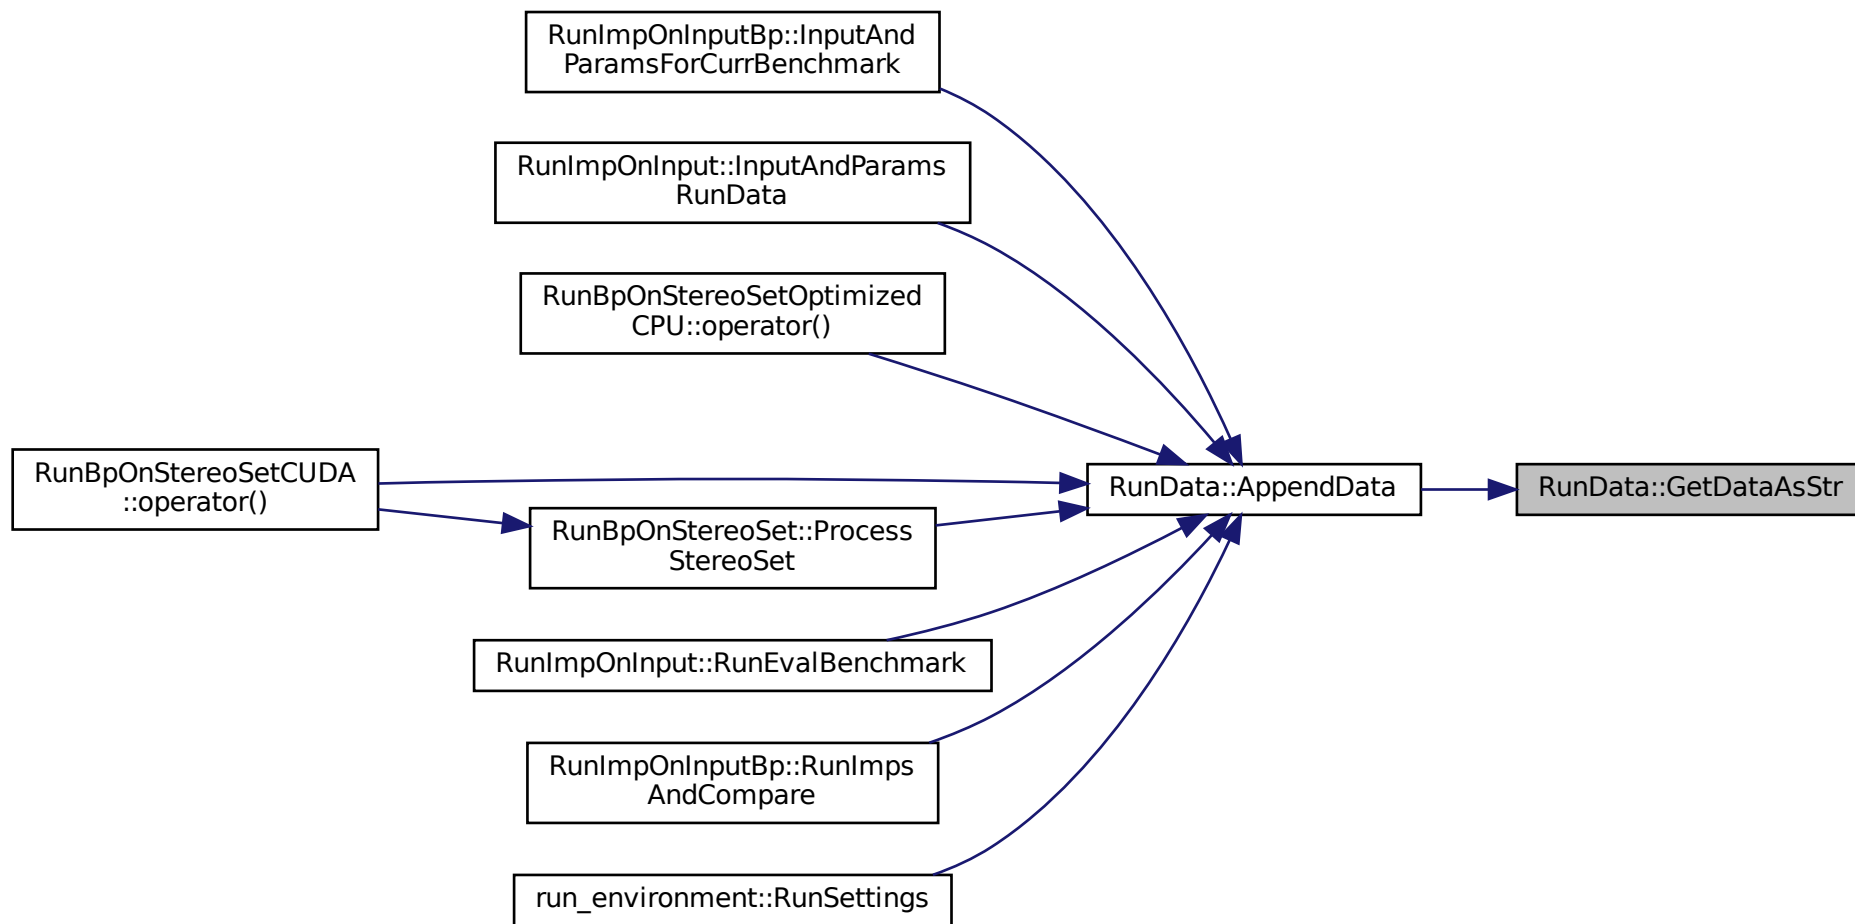 RunImpOnInputBp::InputAnd
ParamsForCurrBenchmark
RunImpOnInput::InputAndParams
RunData
RunBpOnStereoSetOptimized
CPU::operator()
RunBpOnStereoSetCUDA
::operator()
RunData::AppendData
RunData::GetDataAsStr
RunBpOnStereoSet::Process
StereoSet
RunImpOnInput::RunEvalBenchmark
RunImpOnInputBp::RunImps
AndCompare
run_environment::RunSettings